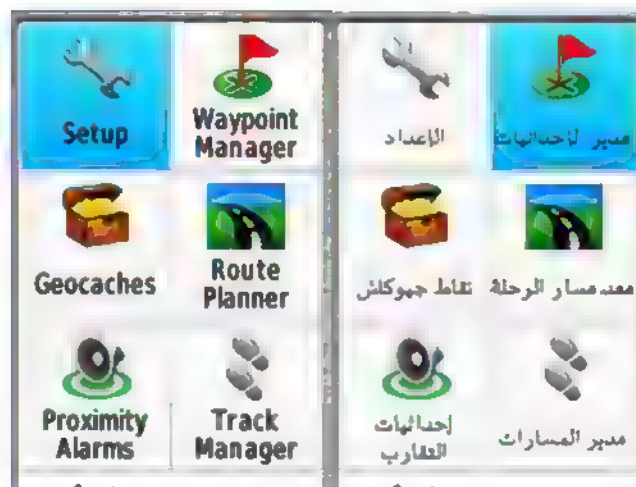 Setup
Waypoint
Manager
الإعداد
مدير الإحداثيات
Geocaches
Route
Planner
نقاط جيوكاش
معد مسار الرحلة
Proximity
Alarms
Track
Manager
إحداثيات
التقارب
مدير المسارات